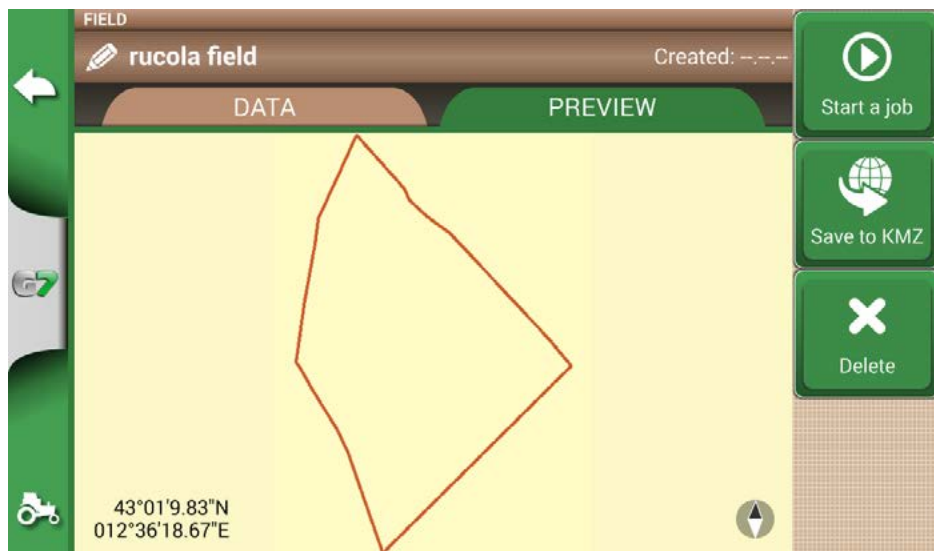 FIELD
rucola field
Created: --.--.--
DATA
PREVIEW
Start a job
Save to KMZ
Delete
G7
43°01'9.83"N
012°36'18.67"E